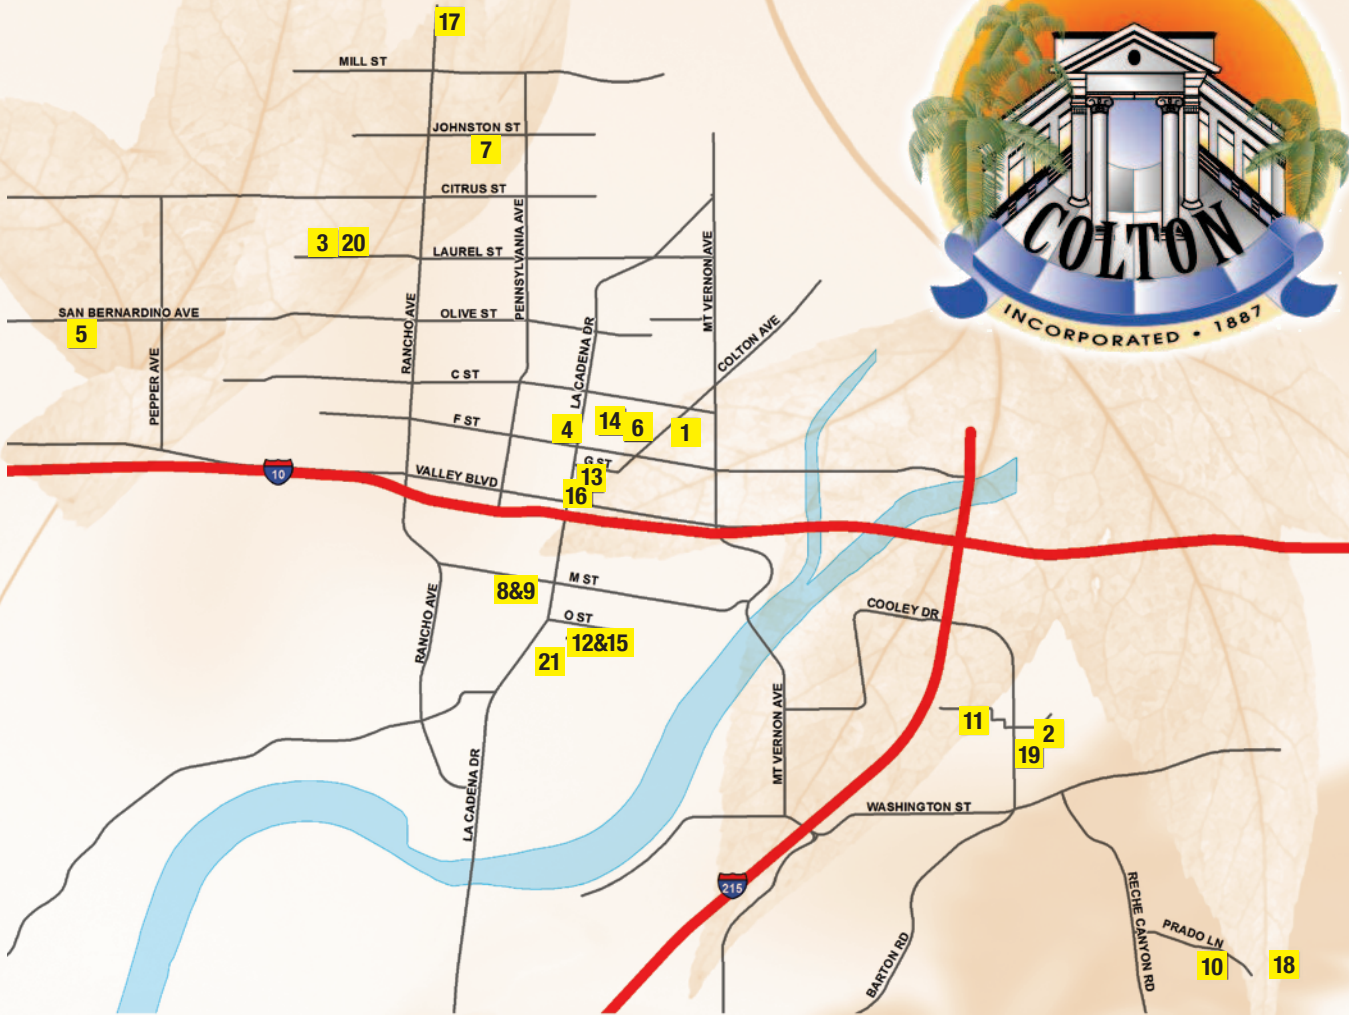 17
MILL ST
JOHNSTON ST
7
CITRUS ST
PENNSYLVANIA AVE
3 20
LAUREL ST
MT VERNON AVE
COLTON
INCORPORATED • 1887
SAN BERNARDINO AVE
5
OLIVE ST
RANCHO AVE
LA CADENA DR
COLTON AVE
PEPPER AVE
C ST
F ST
4
14
6
1
G ST
10
VALLEY BLVD
13
16
8&9
M ST
RANCHO AVE
O ST
12&15
21
COOLEY DR
MT VERNON AVE
11
2
19
LA CADENA DR
WASHINGTON ST
215
RECHE CANYON RD
PRADO LN
BARTON RD
10
18